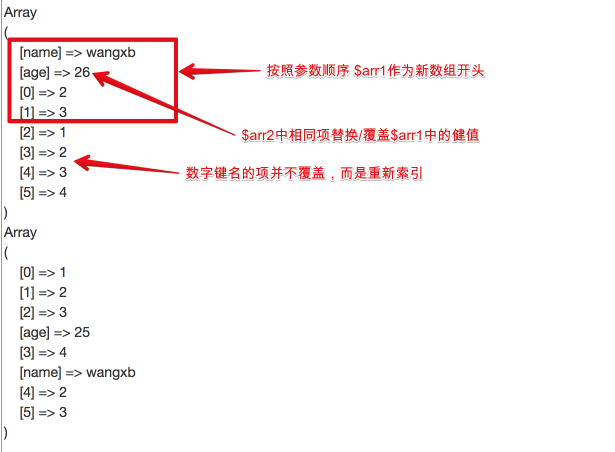 Array
(
[name] => wangxb
[age] => 26
按照参数顺序 $arr1作为新数组开头
[0] => 2
[1] => 3
[2] => 1
$arr2中相同项替换/覆盖$arr1中的健值
[3] => 2
[4] => 3
数字键名的项并不覆盖，而是重新索引
[5] => 4
)
Array
(
[0] => 1
[1] => 2
[2] => 3
[age] => 25
[3] => 4
[name] => wangxb
[4] => 2
[5] => 3
)